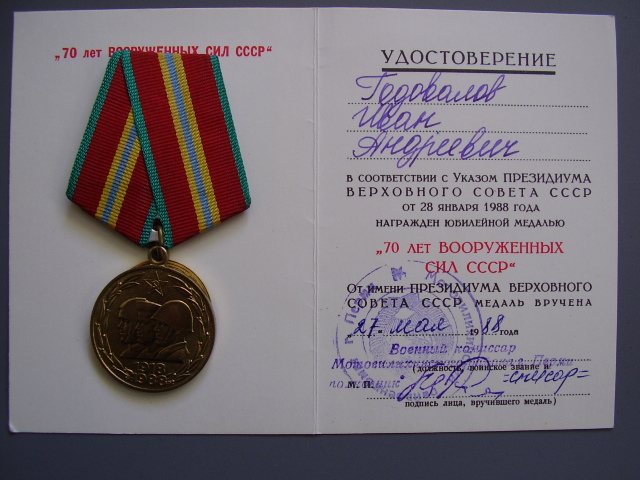 „70 лет ВООРУЖЕННЫХ СИЛ СССР“
УДОСТОВЕРЕНИЕ
Годовалов
Иван
Андреевич
В СООТВЕТСТВИИ С УКАЗОМ ПРЕЗИДИУМА
ВЕРХОВНОГО СОВЕТА СССР
ОТ 28 ЯНВАРЯ 1988 ГОДА
НАГРАЖДЕН ЮБИЛЕЙНОЙ МЕДАЛЬЮ
„70 ЛЕТ ВООРУЖЕННЫХ
СИЛ СССР“
От имени ПРЕЗИДИУМА ВЕРХОВНОГО
СОВЕТА СССР МЕДАЛЬ ВРУЧЕНА
„27“ мая 1988 года
Военный комиссар
Мотовилихинского г. Перми
(должность, воинское звание и
М. П.
подпись лица, вручившего медаль)
1988